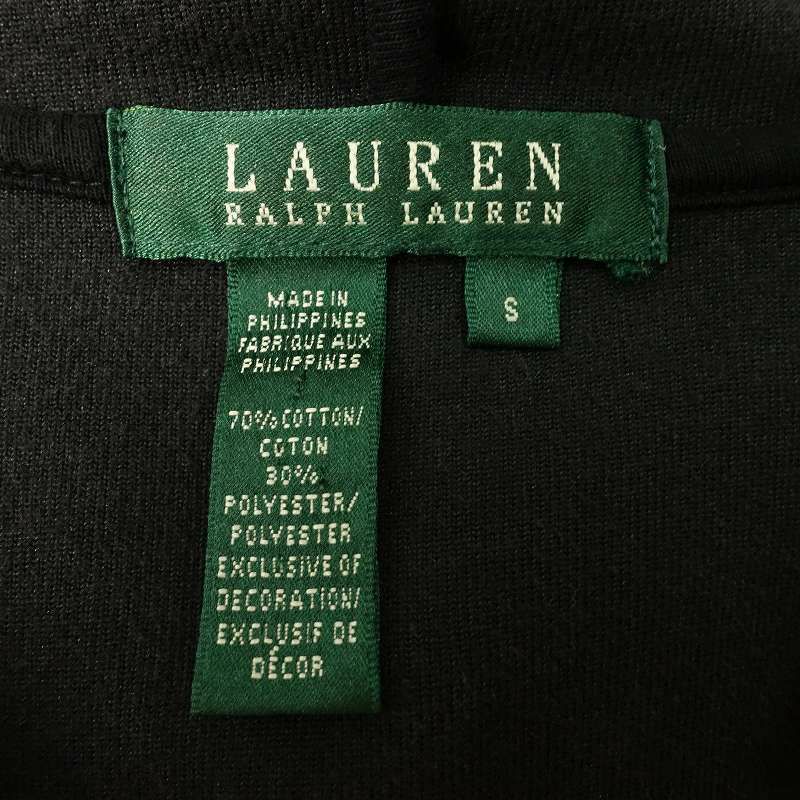 LAUREN
RALPH LAUREN
S
MADE IN
PHILIPPINES
FABRIQUE AUX
PHILIPPINES
70% COTTON/
COTON
30%
POLYESTER/
POLYESTER
EXCLUSIVE OF
DECORATION/
EXCLUSIF DE
DÉCOR